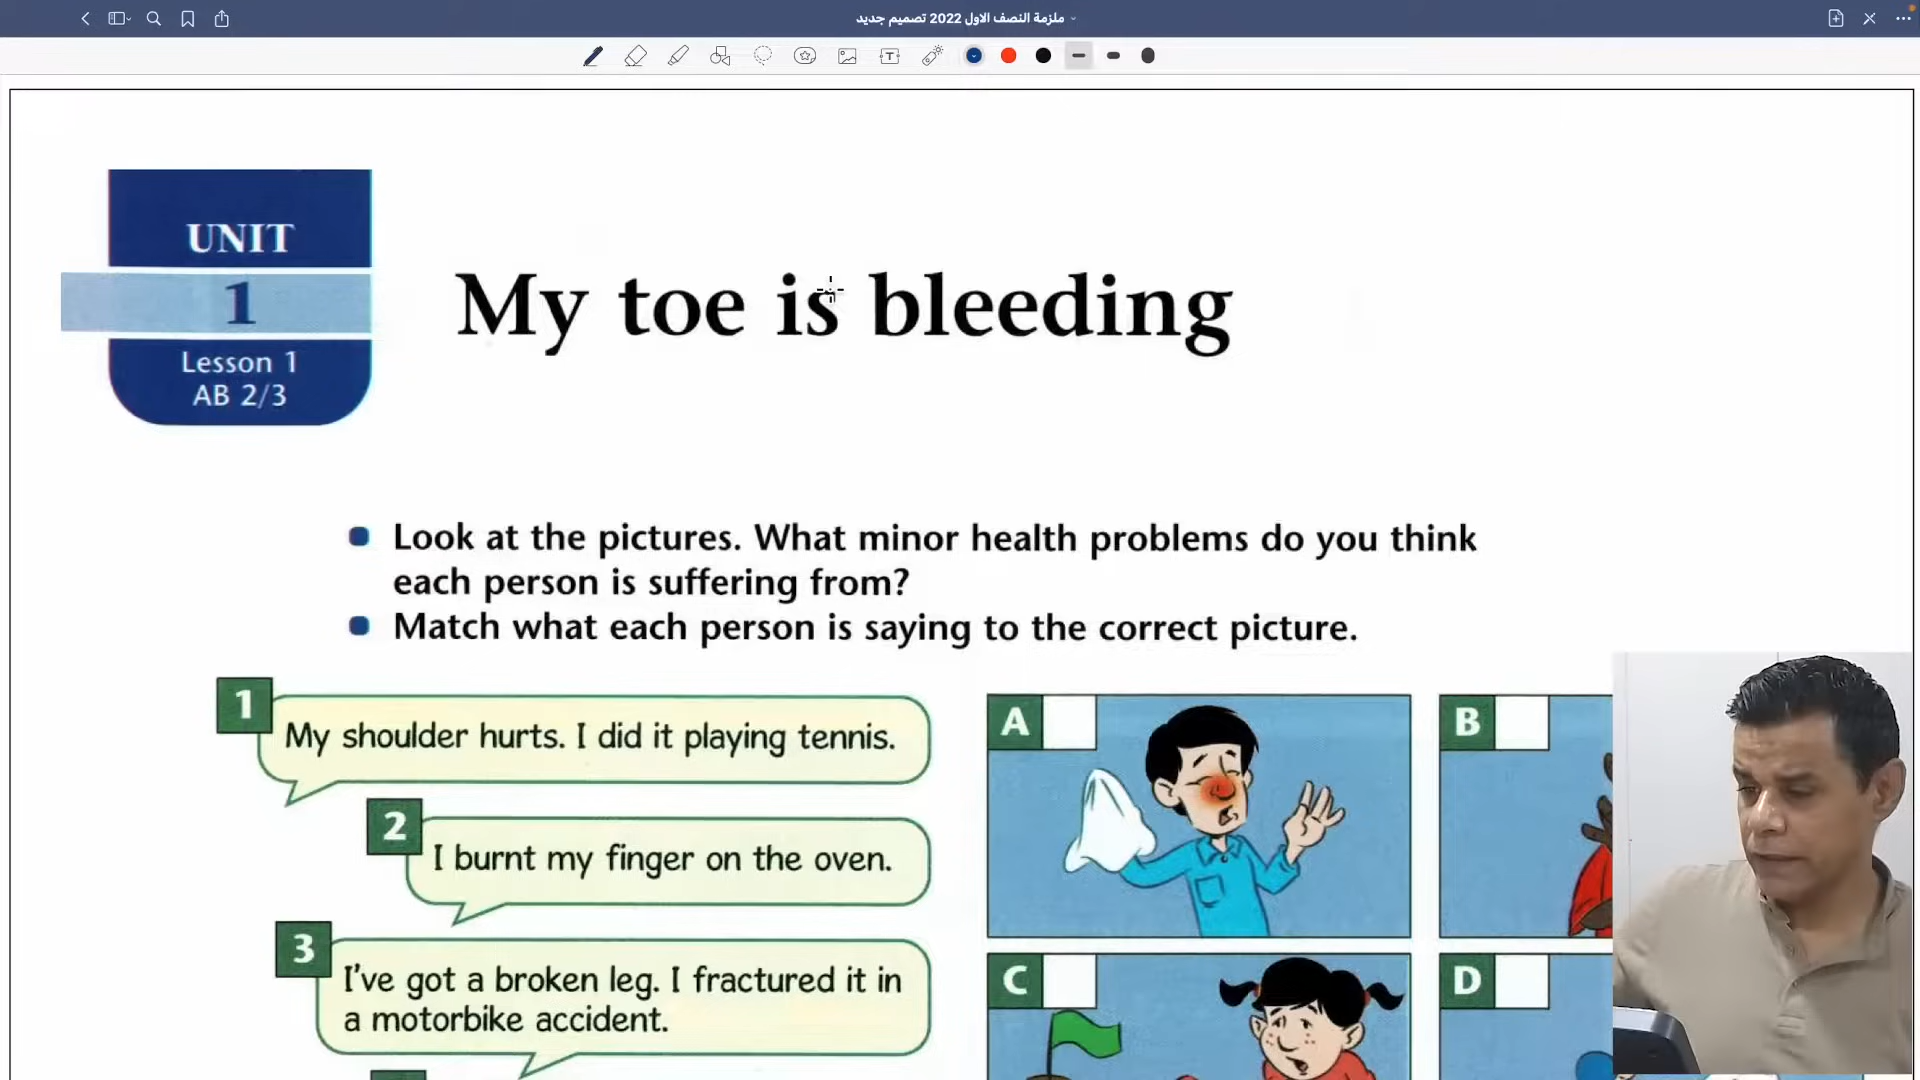 ملزمة النصف الاول 2022 تصميم جديد
UNIT
1
Lesson 1
AB 2/3
My toe is bleeding
Look at the pictures. What minor health problems do you think
each person is suffering from?
Match what each person is saying to the correct picture.
1
My shoulder hurts. I did it playing tennis.
2
I burnt my finger on the oven.
3
I've got a broken leg. I fractured it in
a motorbike accident.
A
B
C
D